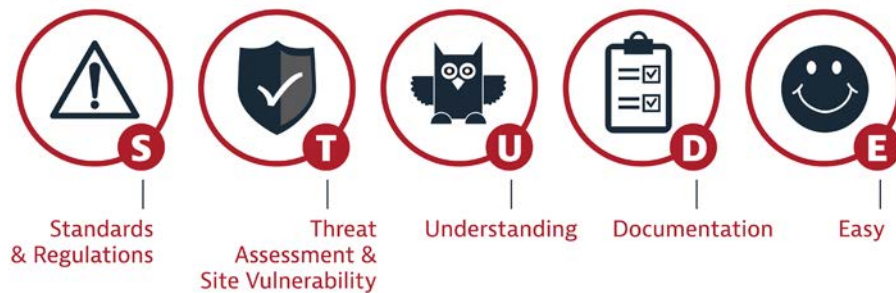 S
T
U
D
E
Standards
& Regulations
Threat
Assessment &
Site Vulnerability
Understanding
Documentation
Easy